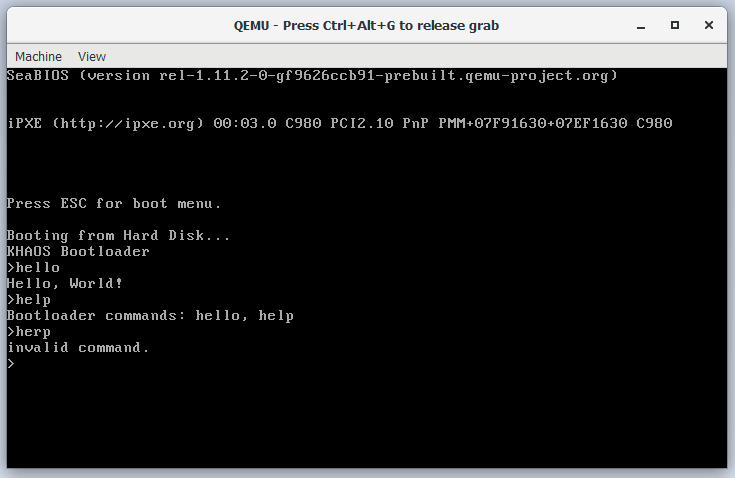 QEMU - Press Ctrl+Alt+G to release grab
Machine View
SeaBIOS (version rel-1.11.2-0-gf9626ccb91-prebuilt.qemu-project.org)
iPXE (http://ipxe.org) 00:03.0 C980 PCI2.10 PnP PMM+07F91630+07EF1630 C980
Press ESC for boot menu.
Booting from Hard Disk...
KHAOS Bootloader
>hello
Hello, World!
>help
Bootloader commands: hello, help
>herp
invalid command.
>